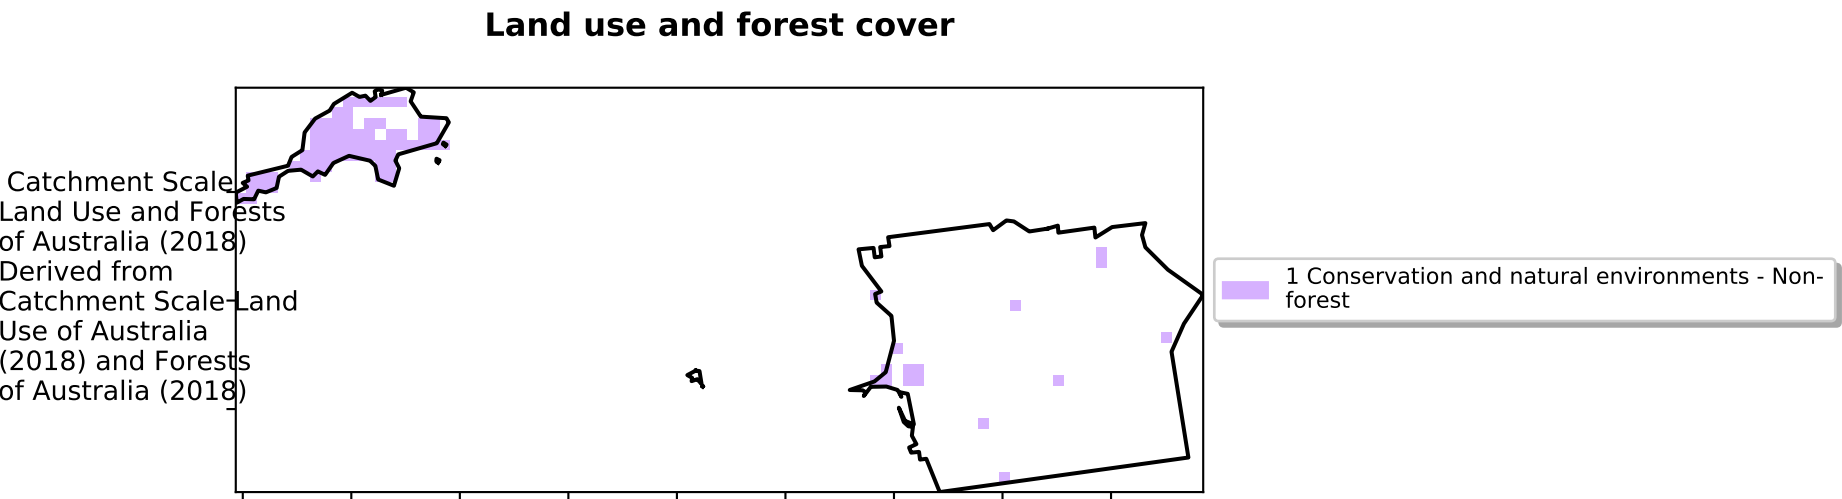 Land use and forest cover
Catchment Scale
Land Use and Forests
of Australia (2018)
Derived from
Catchment Scale Land
Use of Australia
(2018) and Forests
of Australia (2018)
1 Conservation and natural environments - Non-
forest